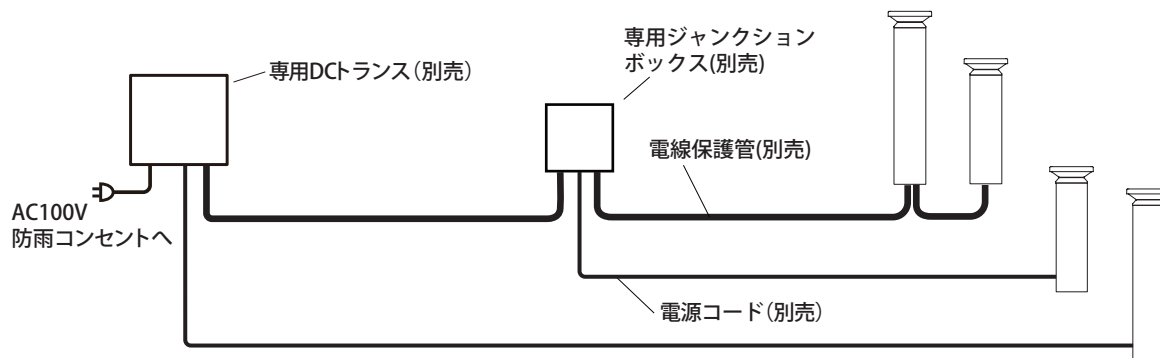 専用ジャンクション
ボックス(別売)
専用DCトランス（別売）
電線保護管(別売)
AC100V
防雨コンセントへ
電源コード（別売）